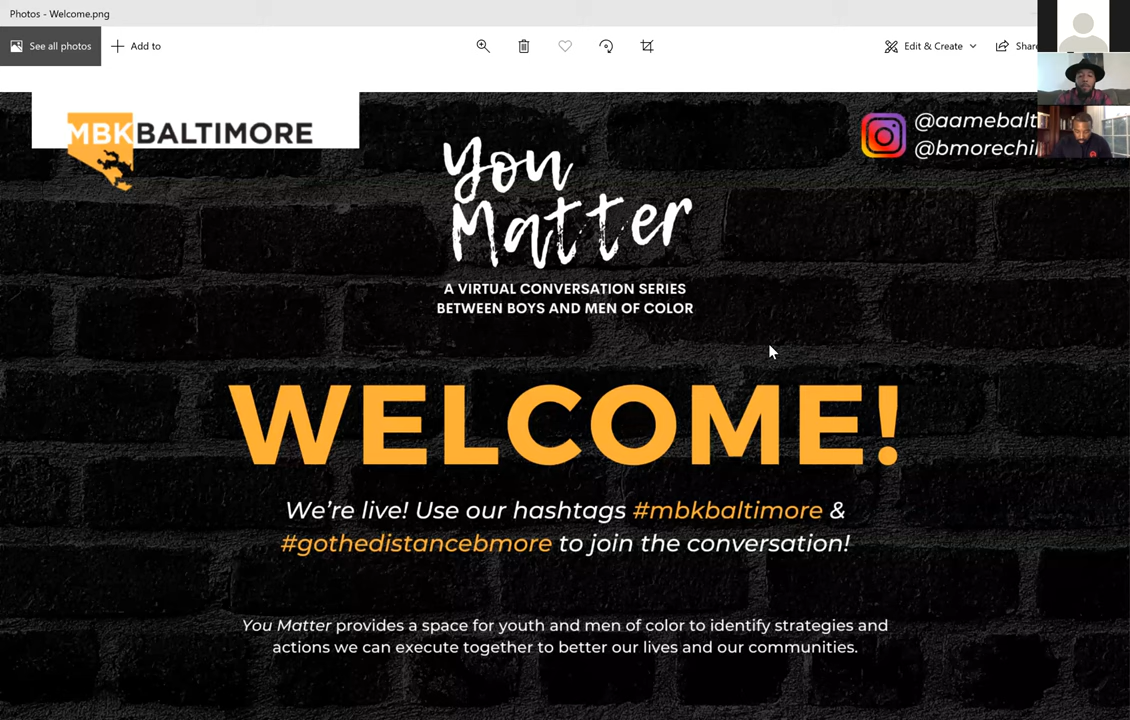 Photos - Welcome.png
See all photos
Add to
Edit & Create
MBKBALTIMORE
You
Matter
A VIRTUAL CONVERSATION SERIES
BETWEEN BOYS AND MEN OF COLOR
WELCOME!
We're live! Use our hashtags #mbkbaltimore &
#gothedistancebmore to join the conversation!
You Matter provides a space for youth and men of color to identify strategies and
actions we can execute together to better our lives and our communities.